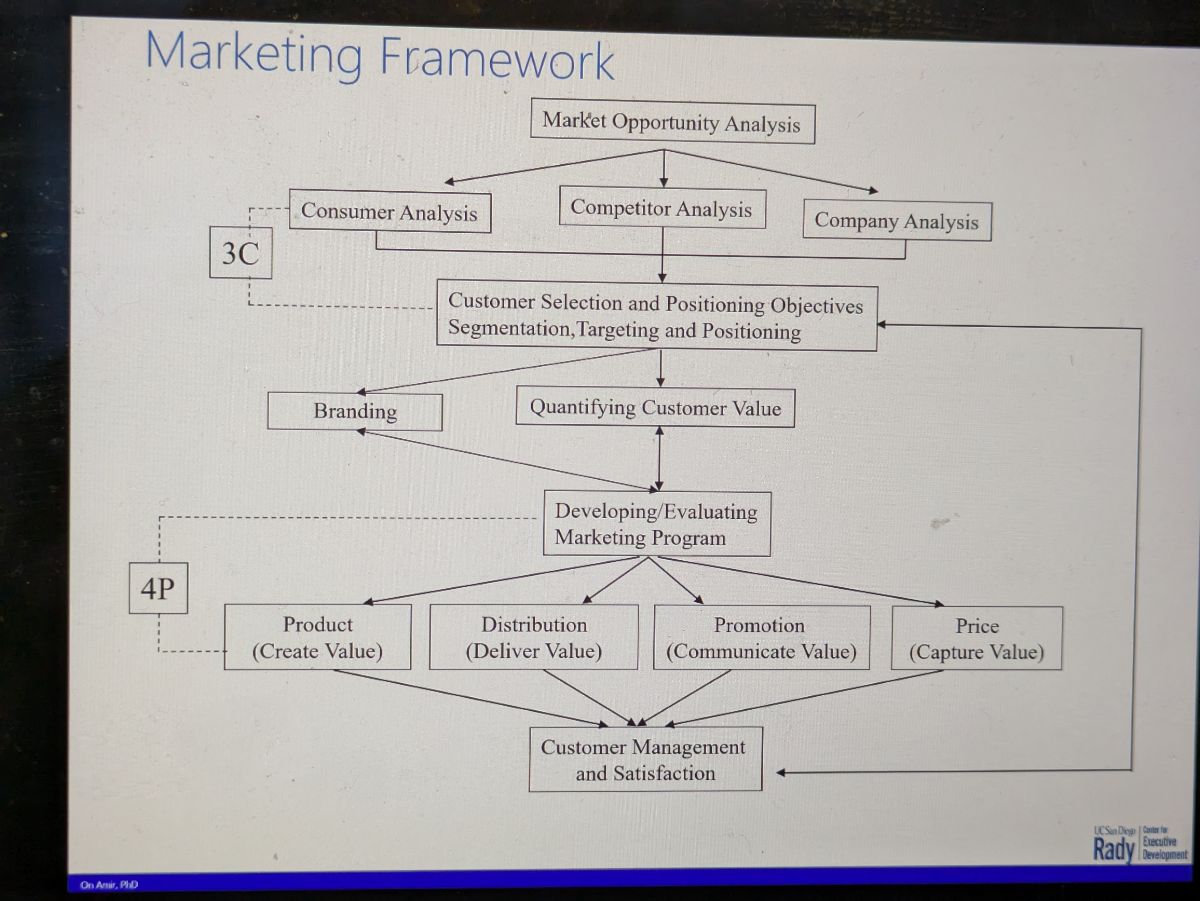 Marketing Framework
Market Opportunity Analysis
Consumer Analysis
Competitor Analysis
Company Analysis
3C
Customer Selection and Positioning Objectives
Segmentation,Targeting and Positioning
Branding
Quantifying Customer Value
Developing/Evaluating
Marketing Program
4P
Product
(Create Value)
Distribution
(Deliver Value)
Promotion
(Communicate Value)
Price
(Capture Value)
Customer Management
and Satisfaction
UC San Diego
Rady
Center for
Executive
Development
On Amir, PhD